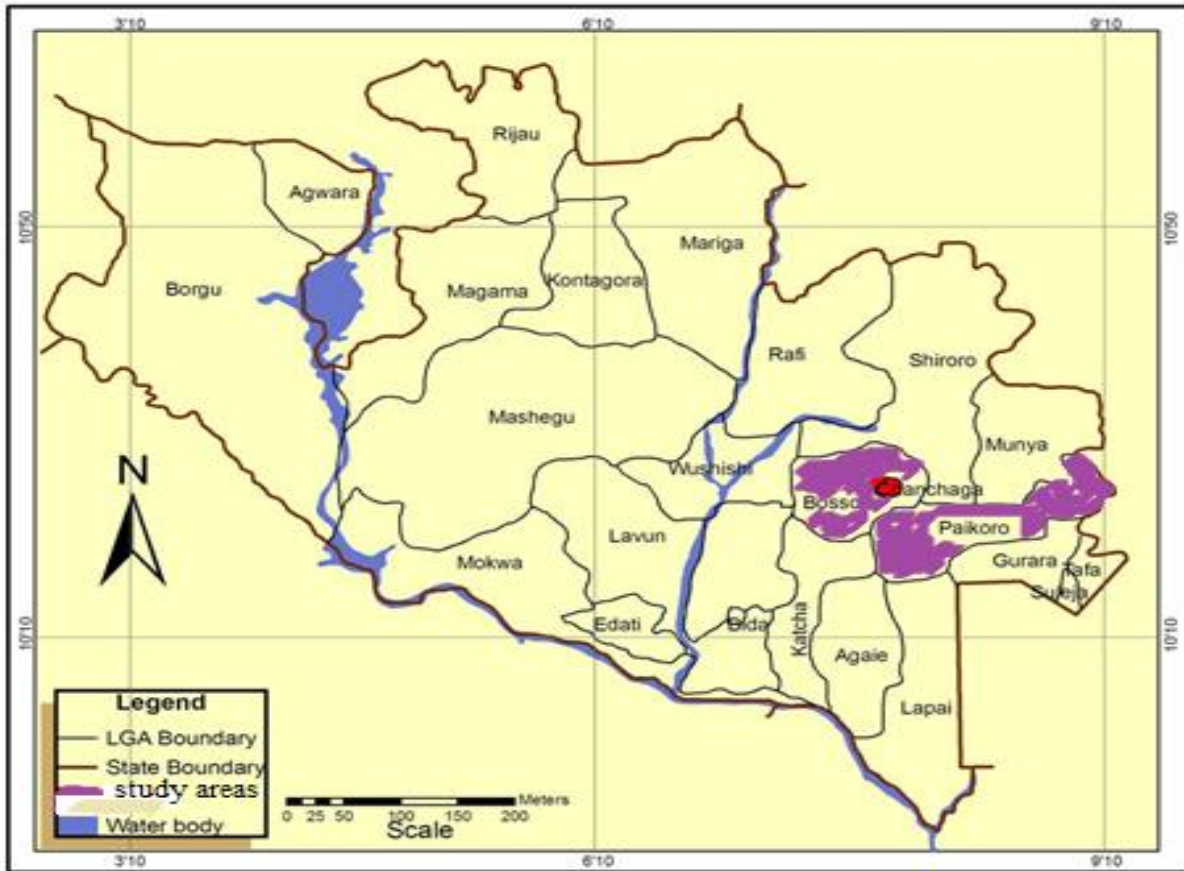 3'10 6'10 9'10
Rijau
Agwara
10'50 10'50
Mariga
Borgu Magama Kontagora
Rafi Shiroro
Mashegu
Munya
N
Wushishi
Bosso anchaga
Lavun Paikoro
Mokwa Gurara Tafa
Suleja
Edati Bida Katcha
10'10 10'10
Agaie
Lapai
Legend
LGA Boundary
State Boundary
study areas
Water body
Meters
0 25 50 100 150 200
Scale
3'10 6'10 9'10